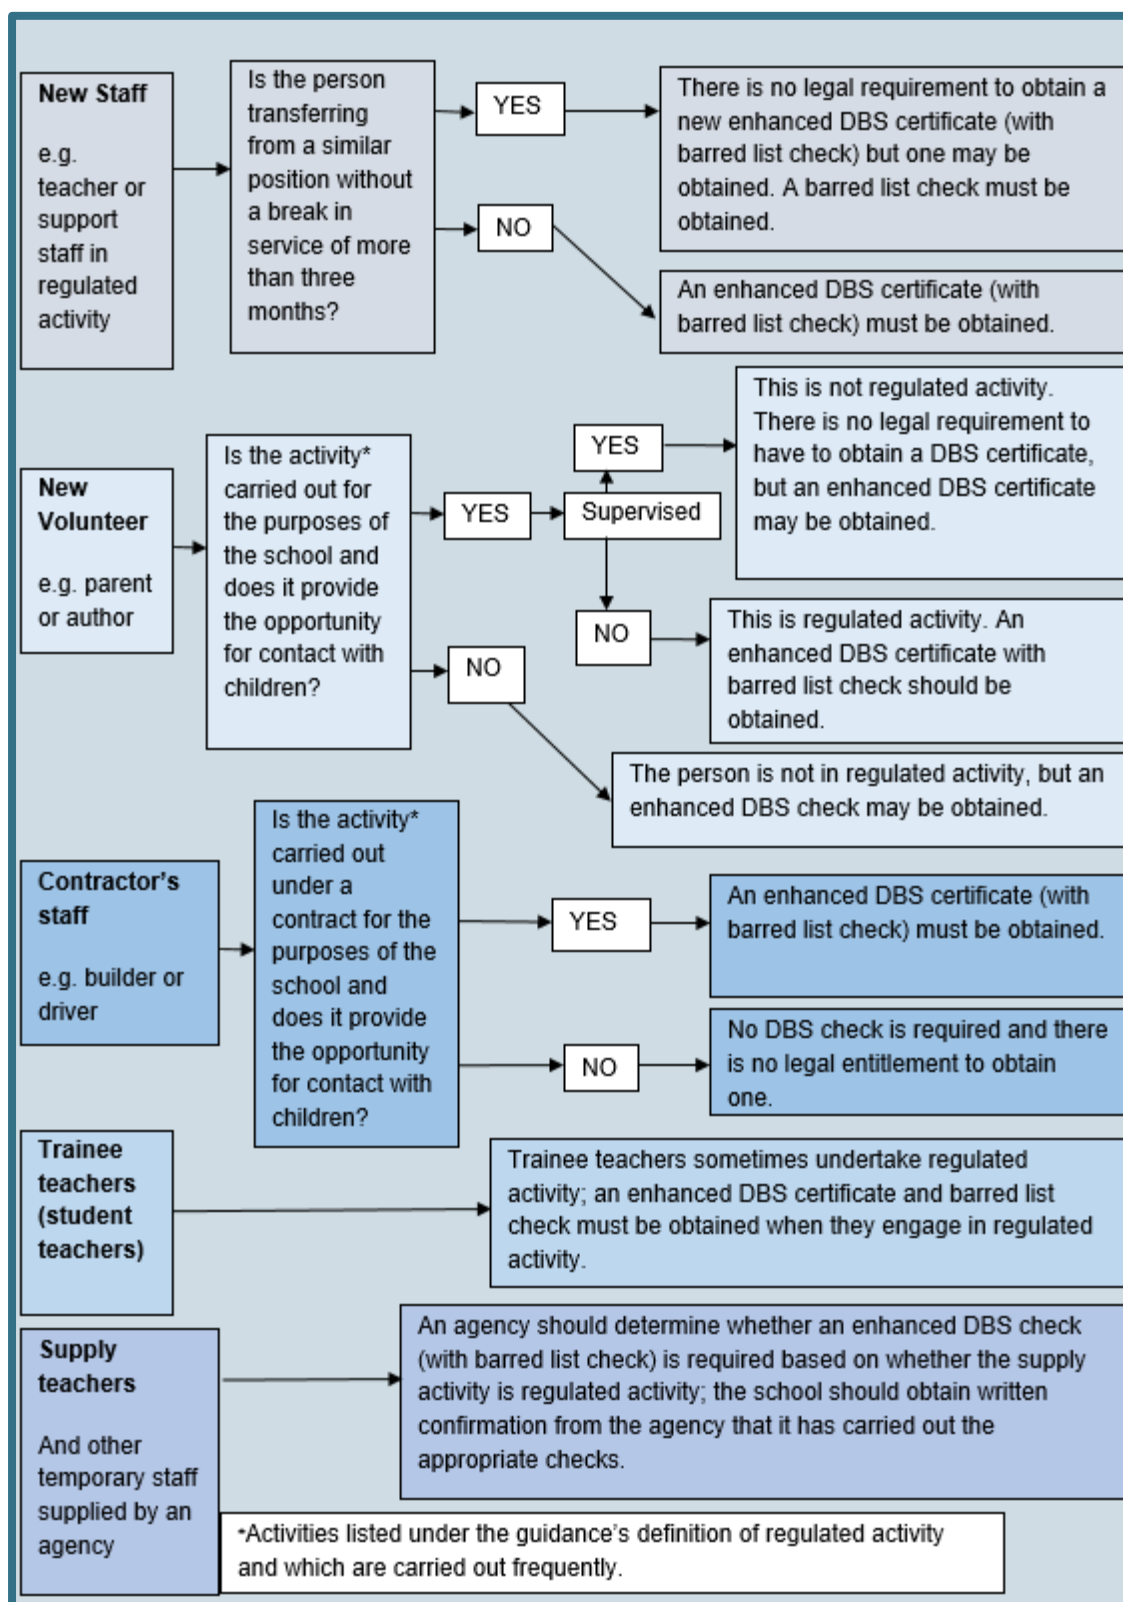 New Staff
e.g.
teacher or
support
staff in
regulated
activity
Is the person
transferring
from a similar
position without
a break in
service of more
than three
months?
YES
There is no legal requirement to obtain a
new enhanced DBS certificate (with
barred list check) but one may be
obtained. A barred list check must be
obtained.
NO
An enhanced DBS certificate (with
barred list check) must be obtained.
New
Volunteer
e.g. parent
or author
Is the activity*
carried out for
the purposes of
the school and
does it provide
the opportunity
for contact with
children?
YES
Supervised
YES
This is not regulated activity.
There is no legal requirement to
have to obtain a DBS certificate,
but an enhanced DBS certificate
may be obtained.
NO
This is regulated activity. An
enhanced DBS certificate with
barred list check should be
obtained.
NO
The person is not in regulated activity, but an
enhanced DBS check may be obtained.
Contractor's
staff
e.g. builder or
driver
Is the activity*
carried out
under a
contract for the
purposes of the
school and
does it provide
the opportunity
for contact with
children?
YES
An enhanced DBS certificate (with
barred list check) must be obtained.
NO
No DBS check is required and there
is no legal entitlement to obtain
one.
Trainee
teachers
(student
teachers)
Trainee teachers sometimes undertake regulated
activity; an enhanced DBS certificate and barred list
check must be obtained when they engage in regulated
activity.
Supply
teachers
And other
temporary staff
supplied by an
agency
An agency should determine whether an enhanced DBS check
(with barred list check) is required based on whether the supply
activity is regulated activity; the school should obtain written
confirmation from the agency that it has carried out the
appropriate checks.
*Activities listed under the guidance's definition of regulated activity
and which are carried out frequently.